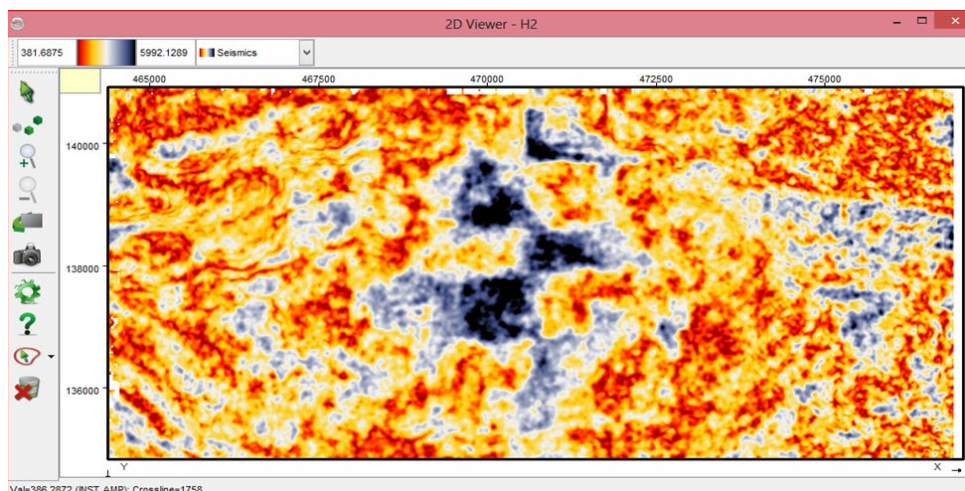 2D Viewer - H2
381.6875 5992.1289 Seismics
465000 467500 470000 472500 475000
140000
138000
136000
Y X
Val=386.2872 (INST_AMP); Crossline=1758